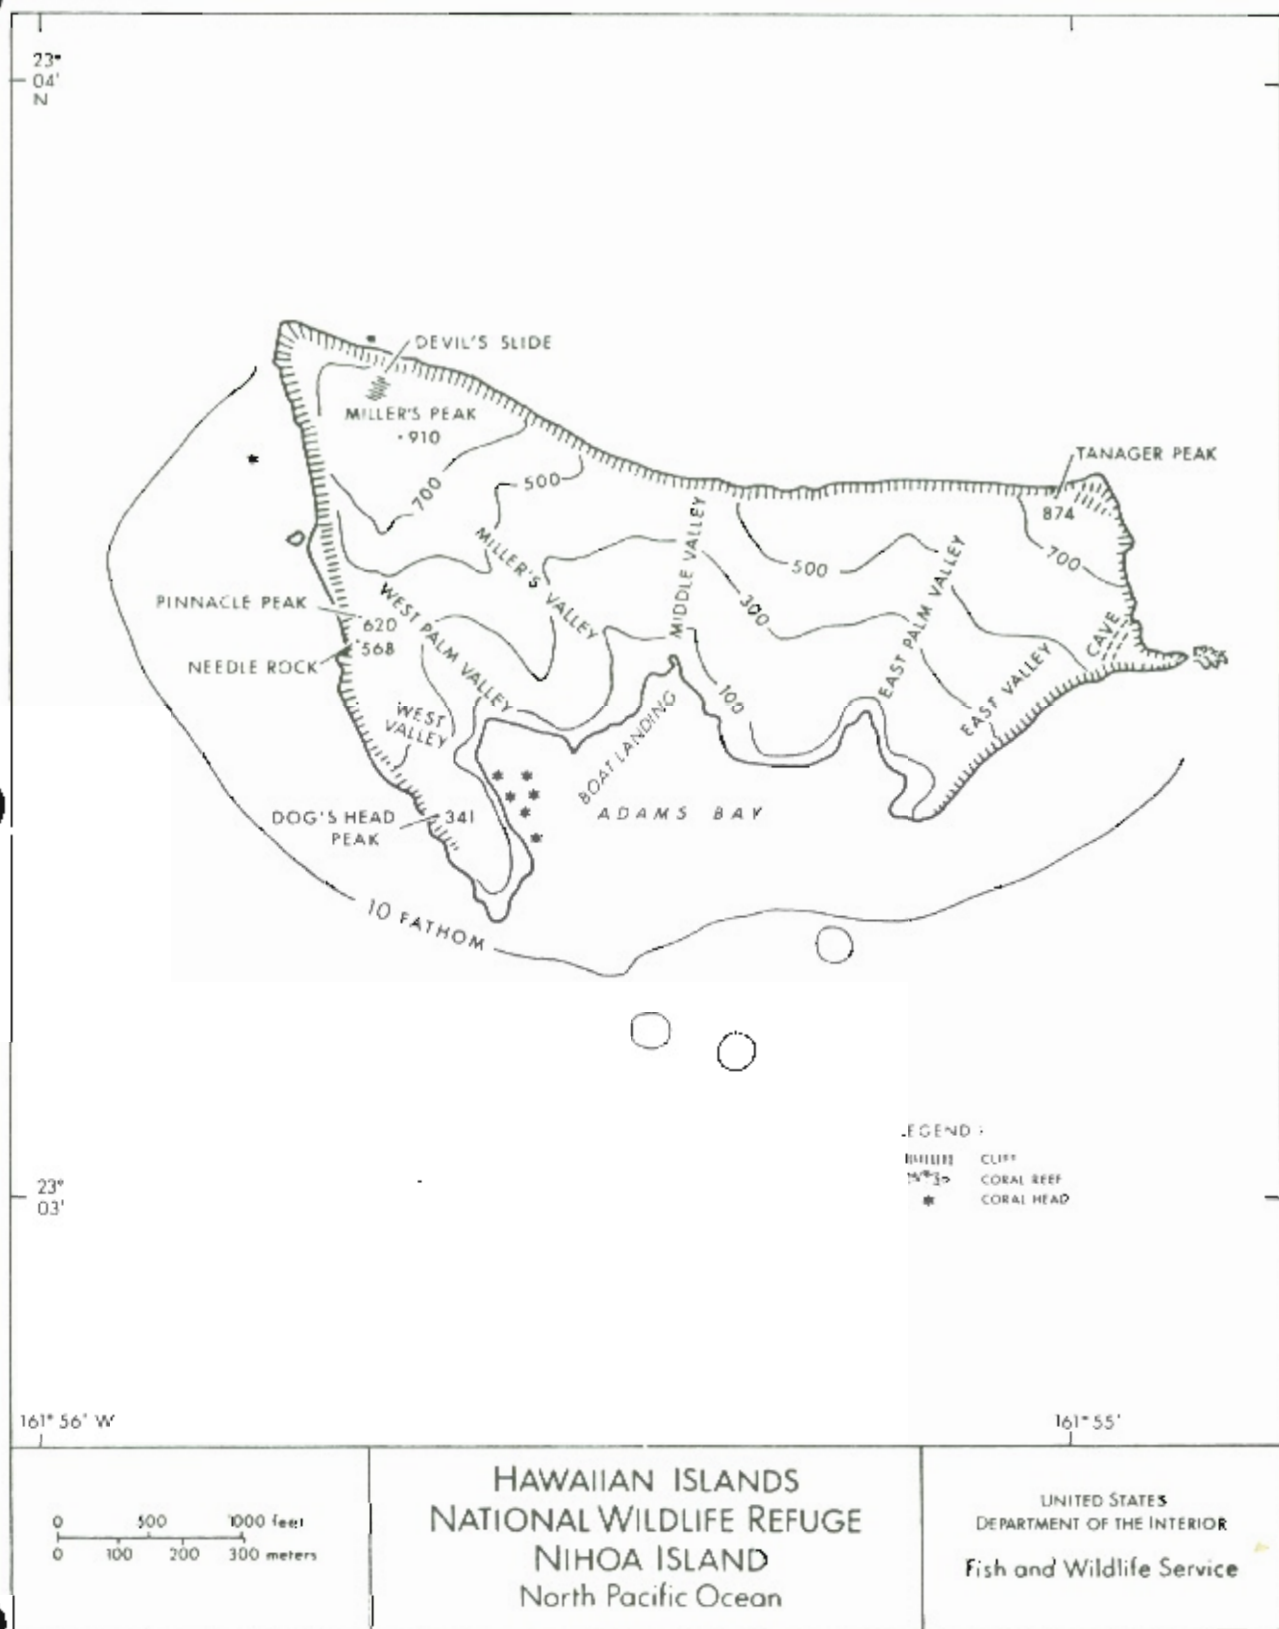 23°
04'
N
DEVIL'S SLIDE
MILLER'S PEAK
910
TANAGER PEAK
874
700
500
MILLER'S VALLEY
MIDDLE VALLEY
500
700
EAST PALM VALLEY
300
CAVE
PINNACLE PEAK
620
NEEDLE ROCK
568
WEST PALM VALLEY
EAST VALLEY
WEST
VALLEY
100
BOAT LANDING
DOG'S HEAD
PEAK
341
ADAMS BAY
10 FATHOM
EGEND
CLIFF
CORAL REEF
CORAL HEAD
23°
03'
161° 56' W
161° 55'
0 500 1000 feet
0 100 200 300 meters
HAWAIIAN ISLANDS
NATIONAL WILDLIFE REFUGE
NIHOA ISLAND
North Pacific Ocean
UNITED STATES
DEPARTMENT OF THE INTERIOR
Fish and Wildlife Service